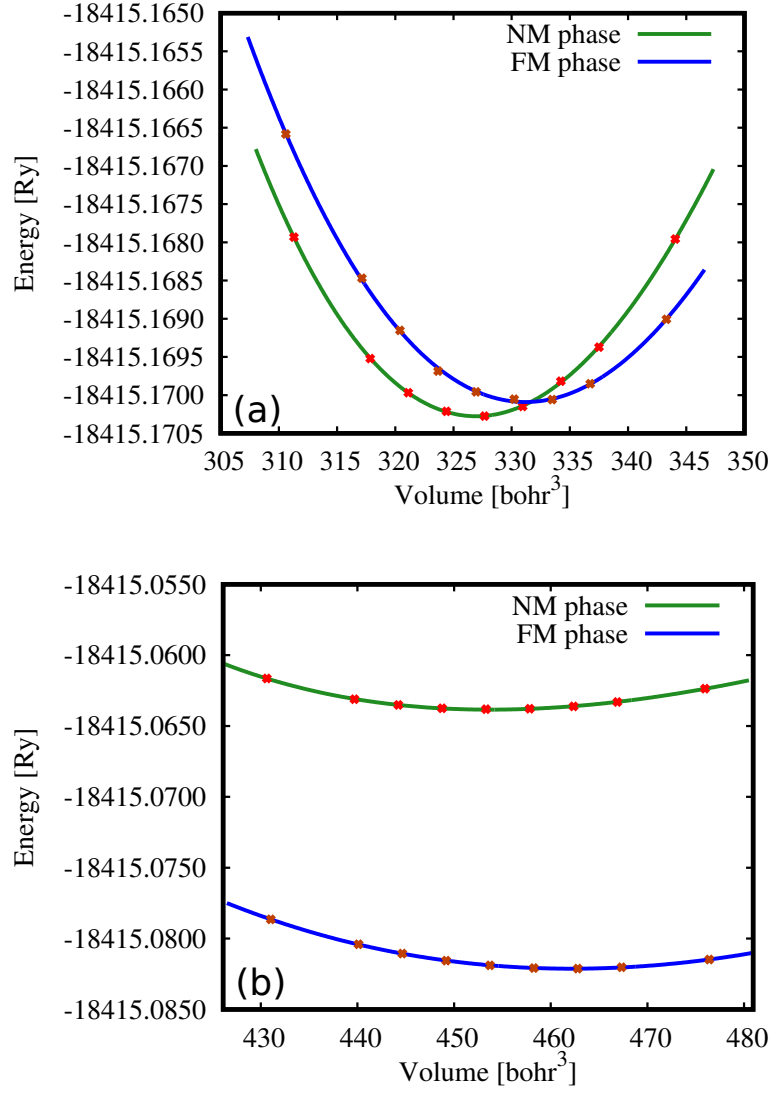 -18415.1650
-18415.1655
-18415.1660
-18415.1665
-18415.1670
-18415.1675
-18415.1680
-18415.1685
-18415.1690
-18415.1695
-18415.1700
-18415.1705
Energy [Ry]
NM phase
FM phase
(a)
305 310 315 320 325 330 335 340 345 350
Volume [bohr³]
-18415.0550
-18415.0600
-18415.0650
-18415.0700
-18415.0750
-18415.0800
-18415.0850
Energy [Ry]
NM phase
FM phase
(b)
430 440 450 460 470 480
Volume [bohr³]